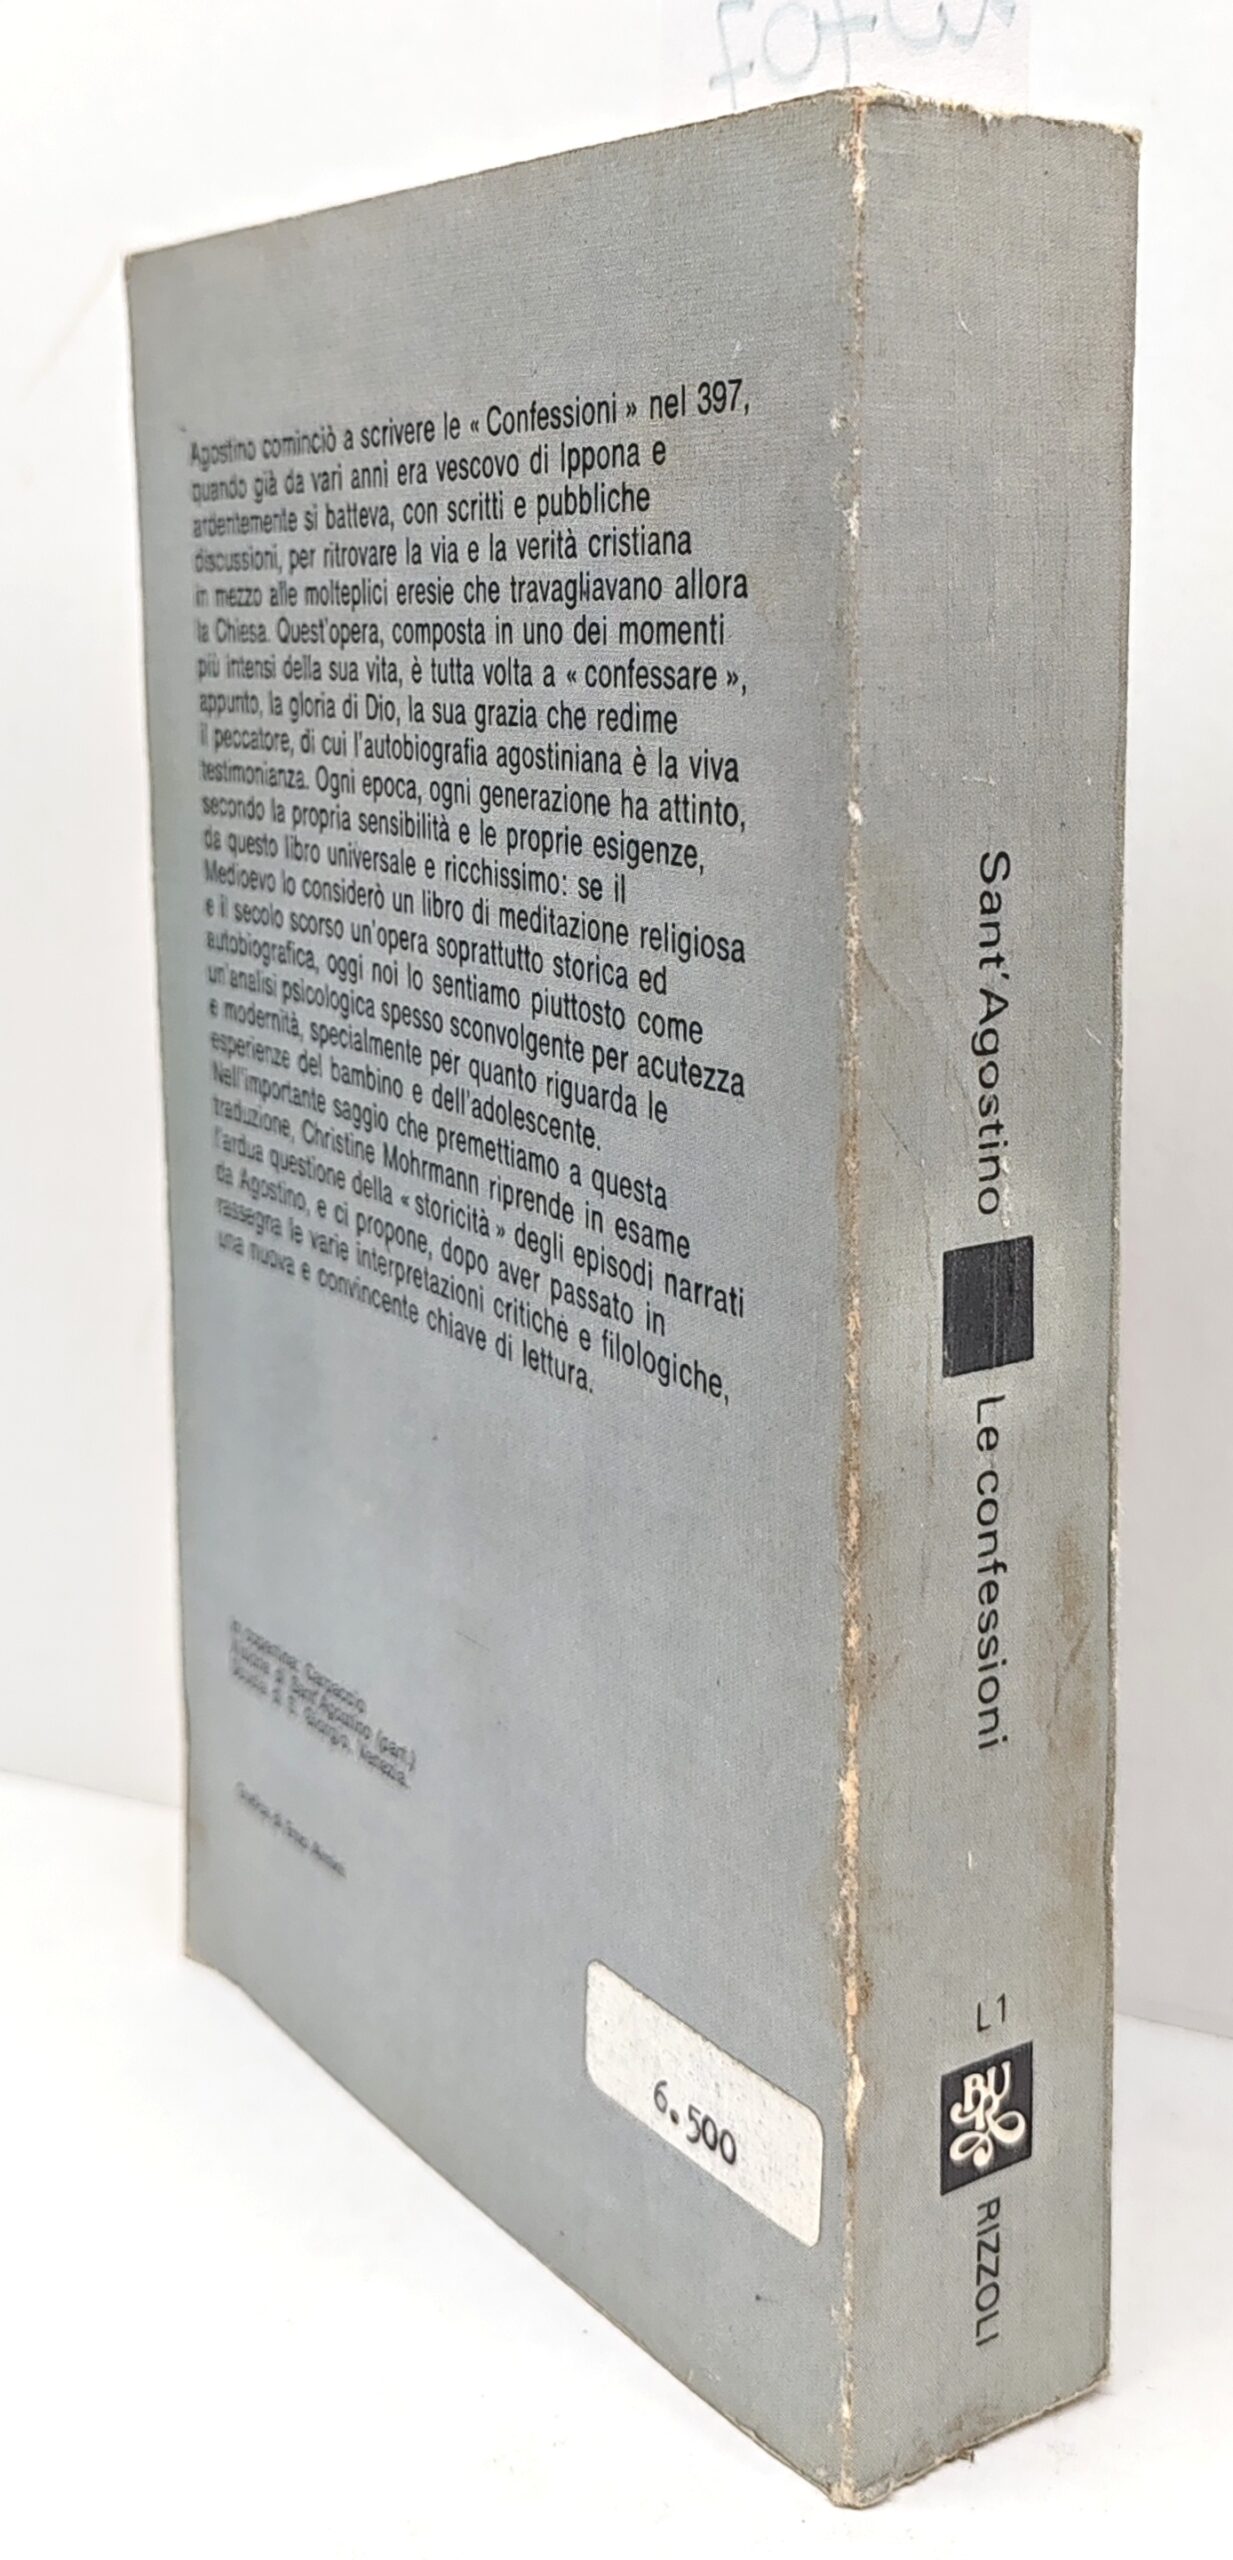 Agostino cominciò a scrivere le « Confessioni » nel 397,
quando già da vari anni era vescovo di Ippona e
ardentemente si batteva, con scritti e pubbliche
discussioni, per ritrovare la via e la verità cristiana
in mezzo alle molteplici eresie che travagliavano allora
la Chiesa. Quest'opera, composta in uno dei momenti
più intensi della sua vita, è tutta volta a « confessare »,
appunto, la gloria di Dio, la sua grazia che redime
il peccatore, di cui l'autobiografia agostiniana è la viva
testimonianza. Ogni epoca, ogni generazione ha attinto,
secondo la propria sensibilità e le proprie esigenze,
da questo libro universale e ricchissimo: se il
Medioevo lo considerò un libro di meditazione religiosa
e il secolo scorso un'opera soprattutto storica ed
autobiografica, oggi noi lo sentiamo piuttosto come
un'analisi psicologica spesso sconvolgente per acutezza
e modernità, specialmente per quanto riguarda le
esperienze del bambino e dell'adolescente.
Nell'importante saggio che premettiamo a questa
traduzione, Christine Mohrmann riprende in esame
l'ardua questione della « storicità » degli episodi narrati
da Agostino, e ci propone, dopo aver passato in
rassegna le varie interpretazioni critiche e filologiche,
una nuova e convincente chiave di lettura.
In copertina: Carpaccio
Visione di Sant'Agostino (part.)
Scuola di S. Giorgio, Venezia.
6.500
Sant'Agostino
Le confessioni
L1
BUR
RIZZOLI